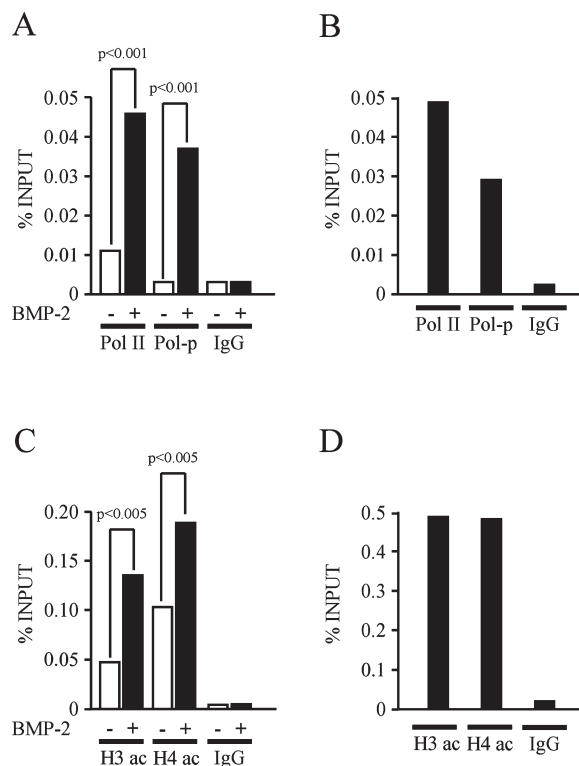 A
p<0.001
p<0.001
% INPUT
0.05
0.04
0.03
0.02
0.01
0
BMP-2 - + - + - +
Pol II Pol-p IgG
B
% INPUT
0.05
0.04
0.03
0.02
0.01
0
Pol II Pol-p IgG
C
p<0.005
p<0.005
% INPUT
0.20
0.15
0.10
0.05
0
BMP-2 - + - + - +
H3 ac H4 ac IgG
D
% INPUT
0.5
0.4
0.3
0.2
0.1
0
H3 ac H4 ac IgG